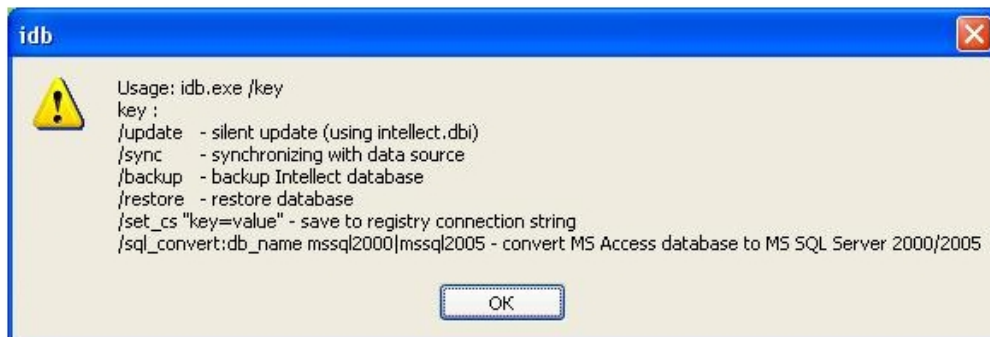 idb
Usage: idb.exe /key
key :
/update - silent update (using intellect.dbi)
/sync - synchronizing with data source
/backup - backup Intellect database
/restore - restore database
/set_cs "key=value" - save to registry connection string
/sql_convert:db_name mssql2000|mssql2005 - convert MS Access database to MS SQL Server 2000/2005
OK